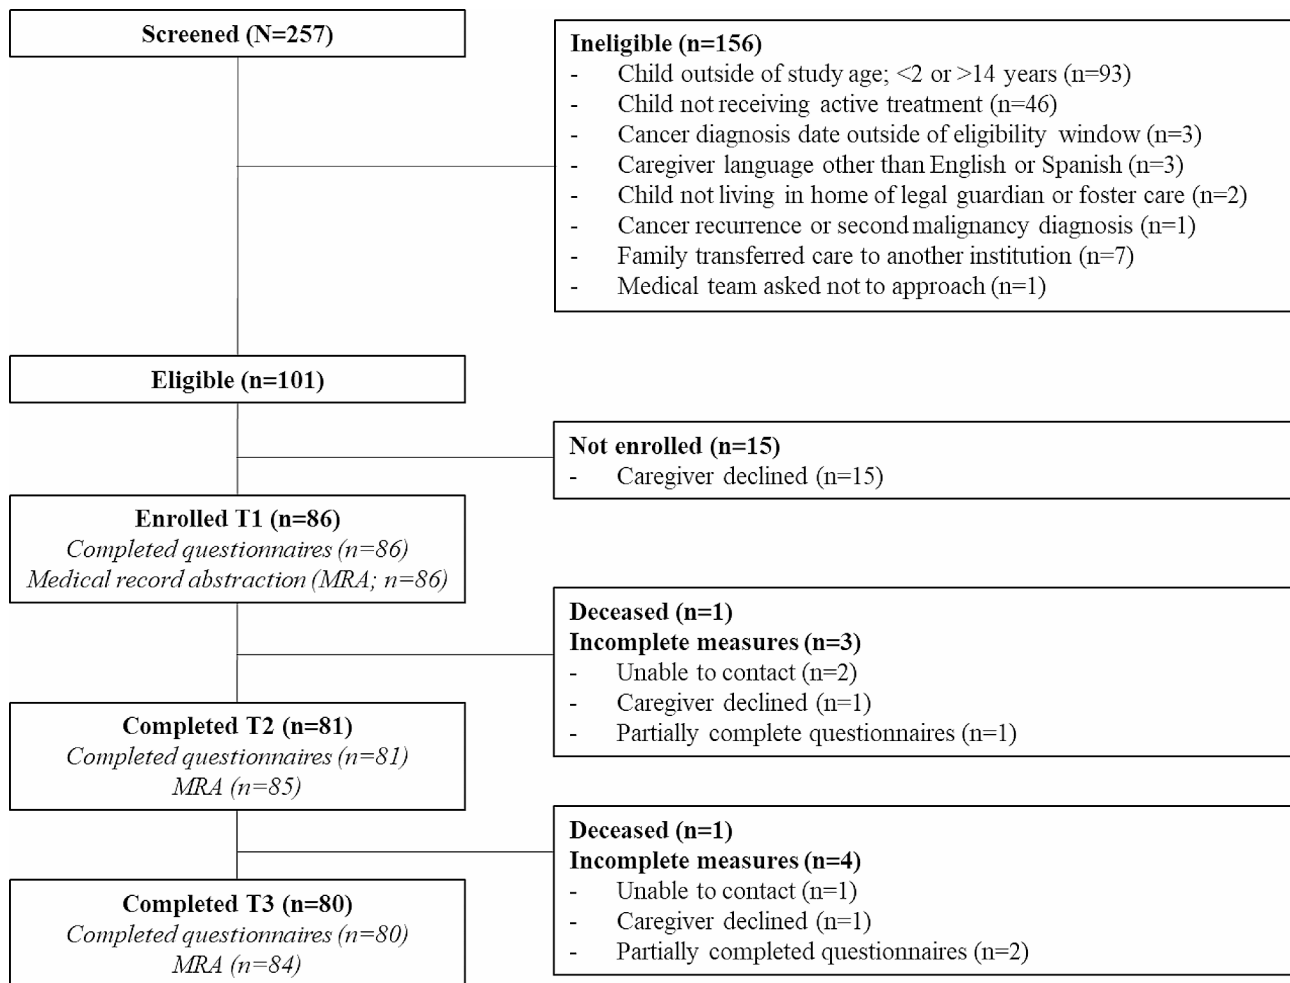 Screened (N=257)
Ineligible (n=156)
- Child outside of study age; <2 or >14 years (n=93)
- Child not receiving active treatment (n=46)
- Cancer diagnosis date outside of eligibility window (n=3)
- Caregiver language other than English or Spanish (n=3)
- Child not living in home of legal guardian or foster care (n=2)
- Cancer recurrence or second malignancy diagnosis (n=1)
- Family transferred care to another institution (n=7)
- Medical team asked not to approach (n=1)
Eligible (n=101)
Not enrolled (n=15)
- Caregiver declined (n=15)
Enrolled T1 (n=86)
Completed questionnaires (n=86)
Medical record abstraction (MRA; n=86)
Deceased (n=1)
Incomplete measures (n=3)
- Unable to contact (n=2)
- Caregiver declined (n=1)
- Partially complete questionnaires (n=1)
Completed T2 (n=81)
Completed questionnaires (n=81)
MRA (n=85)
Deceased (n=1)
Incomplete measures (n=4)
- Unable to contact (n=1)
- Caregiver declined (n=1)
- Partially completed questionnaires (n=2)
Completed T3 (n=80)
Completed questionnaires (n=80)
MRA (n=84)